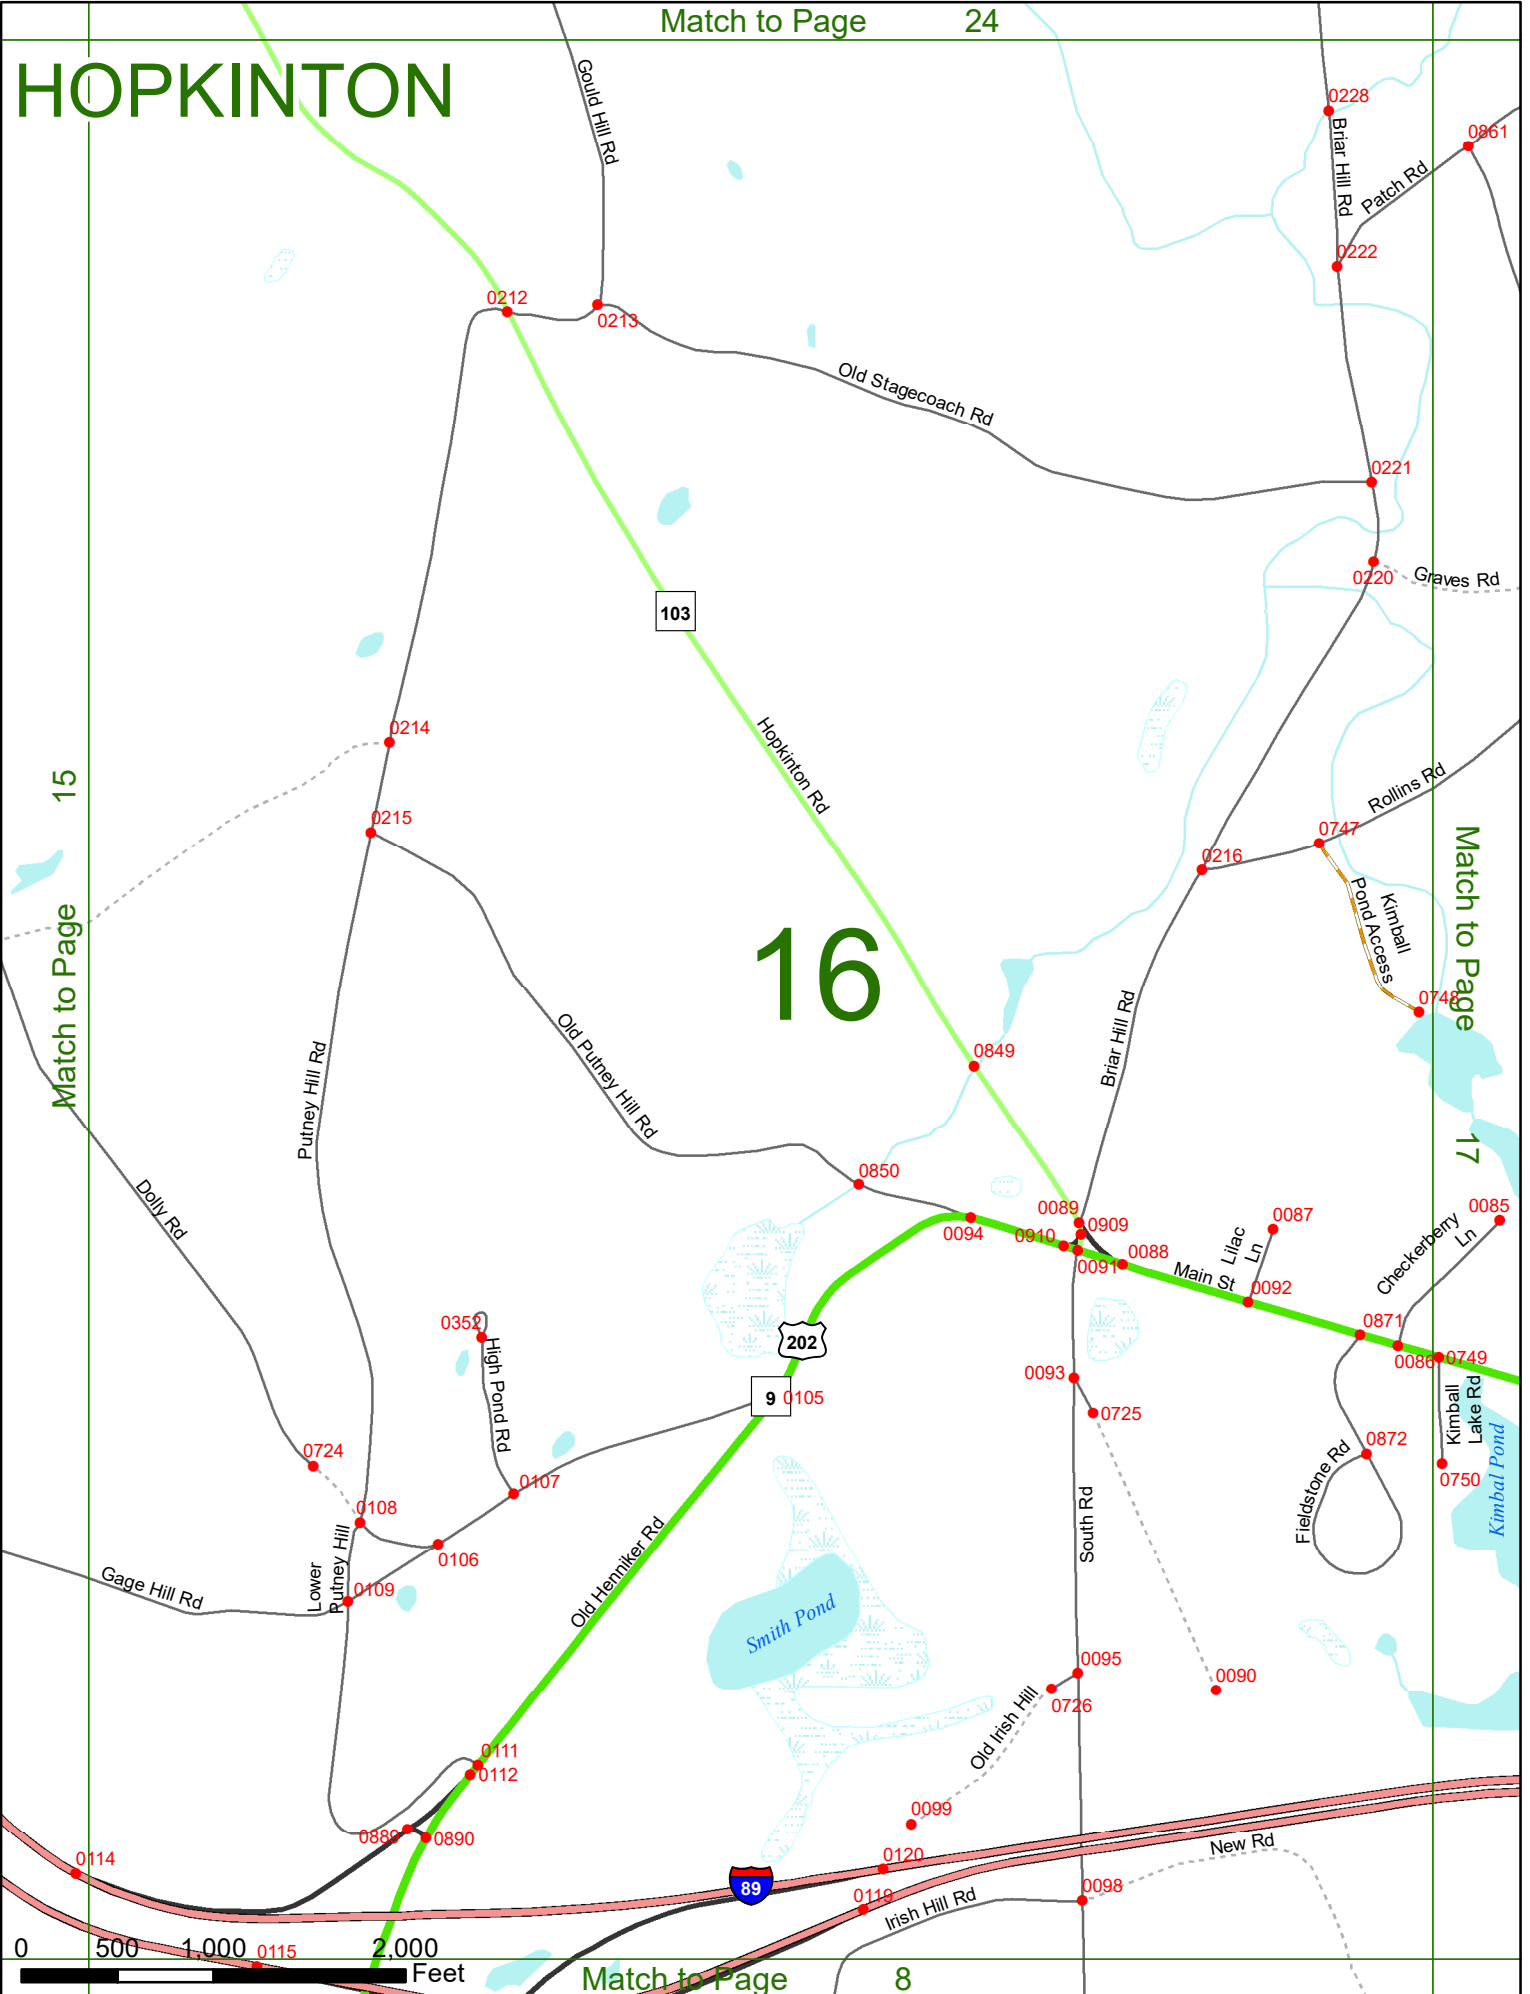 Match to Page 24
HOPKINTON
Gould Hill Rd
0228
Briar Hill Rd
0861
Patch Rd
0222
0212
0213
Old Stagecoach Rd
0221
0220
Graves Rd
103
Hopkinton Rd
0214
0215
Match to Page 15
Rollins Rd
0747
0216
Kimball
Pond Access
0748
Match to Page 17
16
Old Putney Hill Rd
Putney Hill Rd
Briar Hill Rd
0849
0850
Dolly Rd
0094
0089
0909
0910
0091
0088
Main St
Lilac
Ln
0087
0092
Checkerberry
Ln
0085
0871
0086
0749
Kimball
Lake Rd
0750
Kimbal Pond
202
9
0105
0352
High Pond Rd
0093
0725
0872
Fieldstone Rd
0724
0107
0108
0106
Lower
Putney Hill
0109
Gage Hill Rd
Old Henniker Rd
South Rd
Smith Pond
0095
0726
0090
Old Irish Hill
0111
0112
0099
0889
0890
0114
0120
89
0119
New Rd
0098
Irish Hill Rd
0115
0 500 1,000 2,000
Feet
Match to Page 8